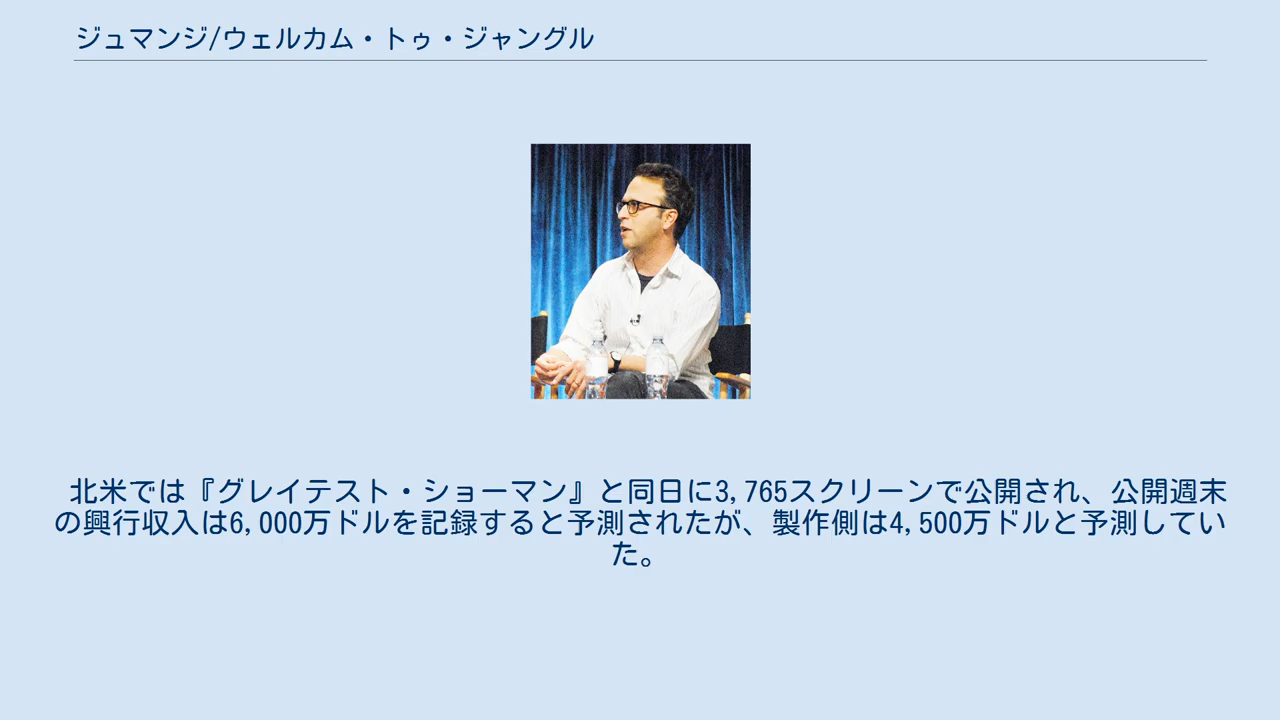 ジュマンジ/ウェルカム・トゥ・ジャングル
北米では『グレイテスト・ショーマン』と同日に3,765スクリーンで公開され、公開週末
の興行収入は6,000万ドルを記録すると予測されたが、製作側は4,500万ドルと予測してい
た。